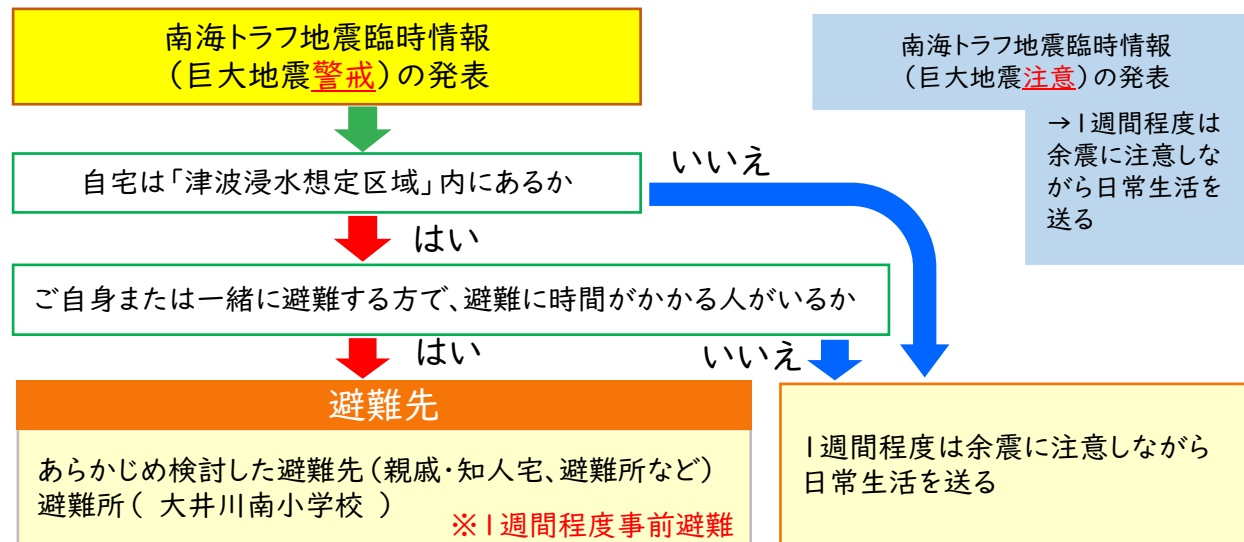 南海トラフ地震臨時情報
（巨大地震警戒）の発表
南海トラフ地震臨時情報
（巨大地震注意）の発表
→1週間程度は
余震に注意しな
がら日常生活を
送る
自宅は「津波浸水想定区域」内にあるか
いいえ
はい
ご自身または一緒に避難する方で、避難に時間がかかる人がいるか
はい
いいえ
避難先
あらかじめ検討した避難先（親戚・知人宅、避難所など）
避難所（ 大井川南小学校 ）
※1週間程度事前避難
1週間程度は余震に注意しながら
日常生活を送る